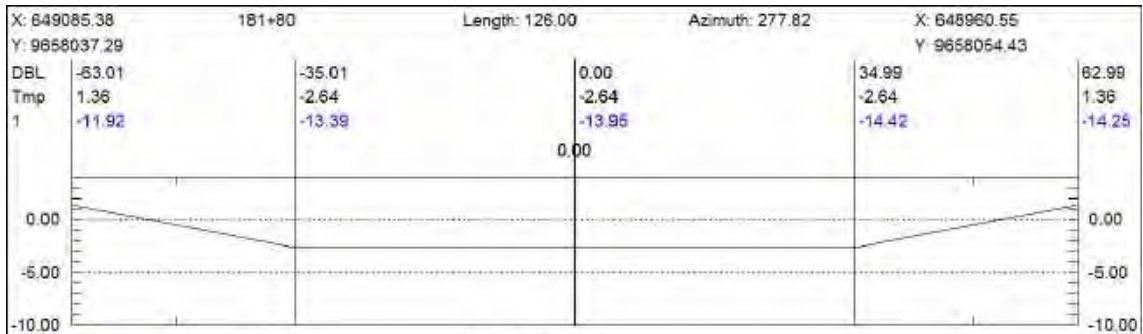 X: 649085.38 181+80 Length: 126.00 Azimuth: 277.82 X: 648960.55
Y: 9658037.29 Y: 9658054.43
DBL -63.01 -35.01 0.00 34.99 62.99
Tmp 1.36 -2.64 -2.64 -2.64 1.36
1 -11.92 -13.39 -13.95 -14.42 -14.25
0.00
0.00 0.00
-5.00 -5.00
-10.00 -10.00